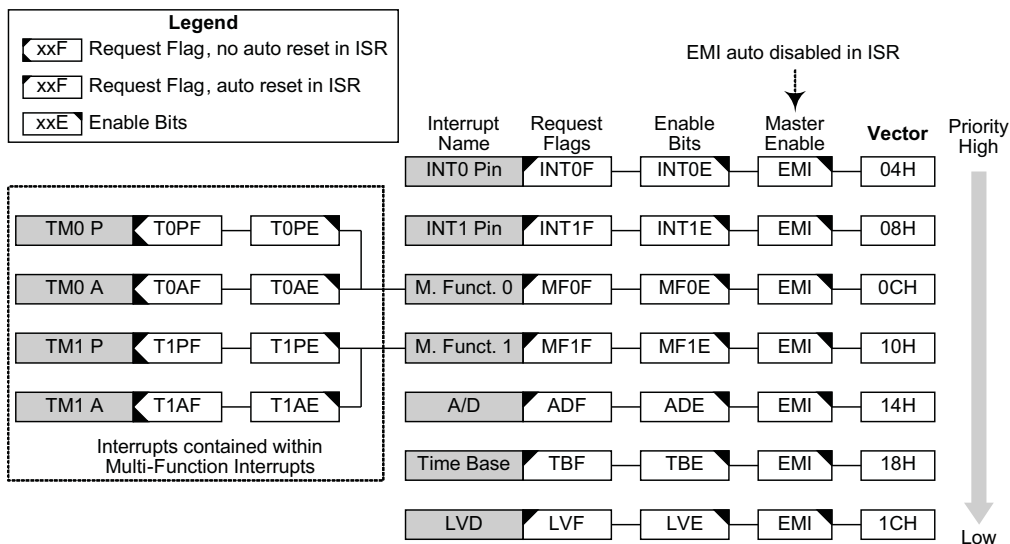 Legend
xxF Request Flag, no auto reset in ISR
xxF Request Flag, auto reset in ISR
xxE Enable Bits
EMI auto disabled in ISR
Interrupt Name
Request Flags
Enable Bits
Master Enable
Vector
Priority High
INT0 Pin INT0F INT0E EMI 04H
TM0 P T0PF T0PE
INT1 Pin INT1F INT1E EMI 08H
TM0 A T0AF T0AE
M. Funct. 0 MF0F MF0E EMI 0CH
TM1 P T1PF T1PE
M. Funct. 1 MF1F MF1E EMI 10H
TM1 A T1AF T1AE
A/D ADF ADE EMI 14H
Interrupts contained within
Multi-Function Interrupts
Time Base TBF TBE EMI 18H
LVD LVF LVE EMI 1CH
Low